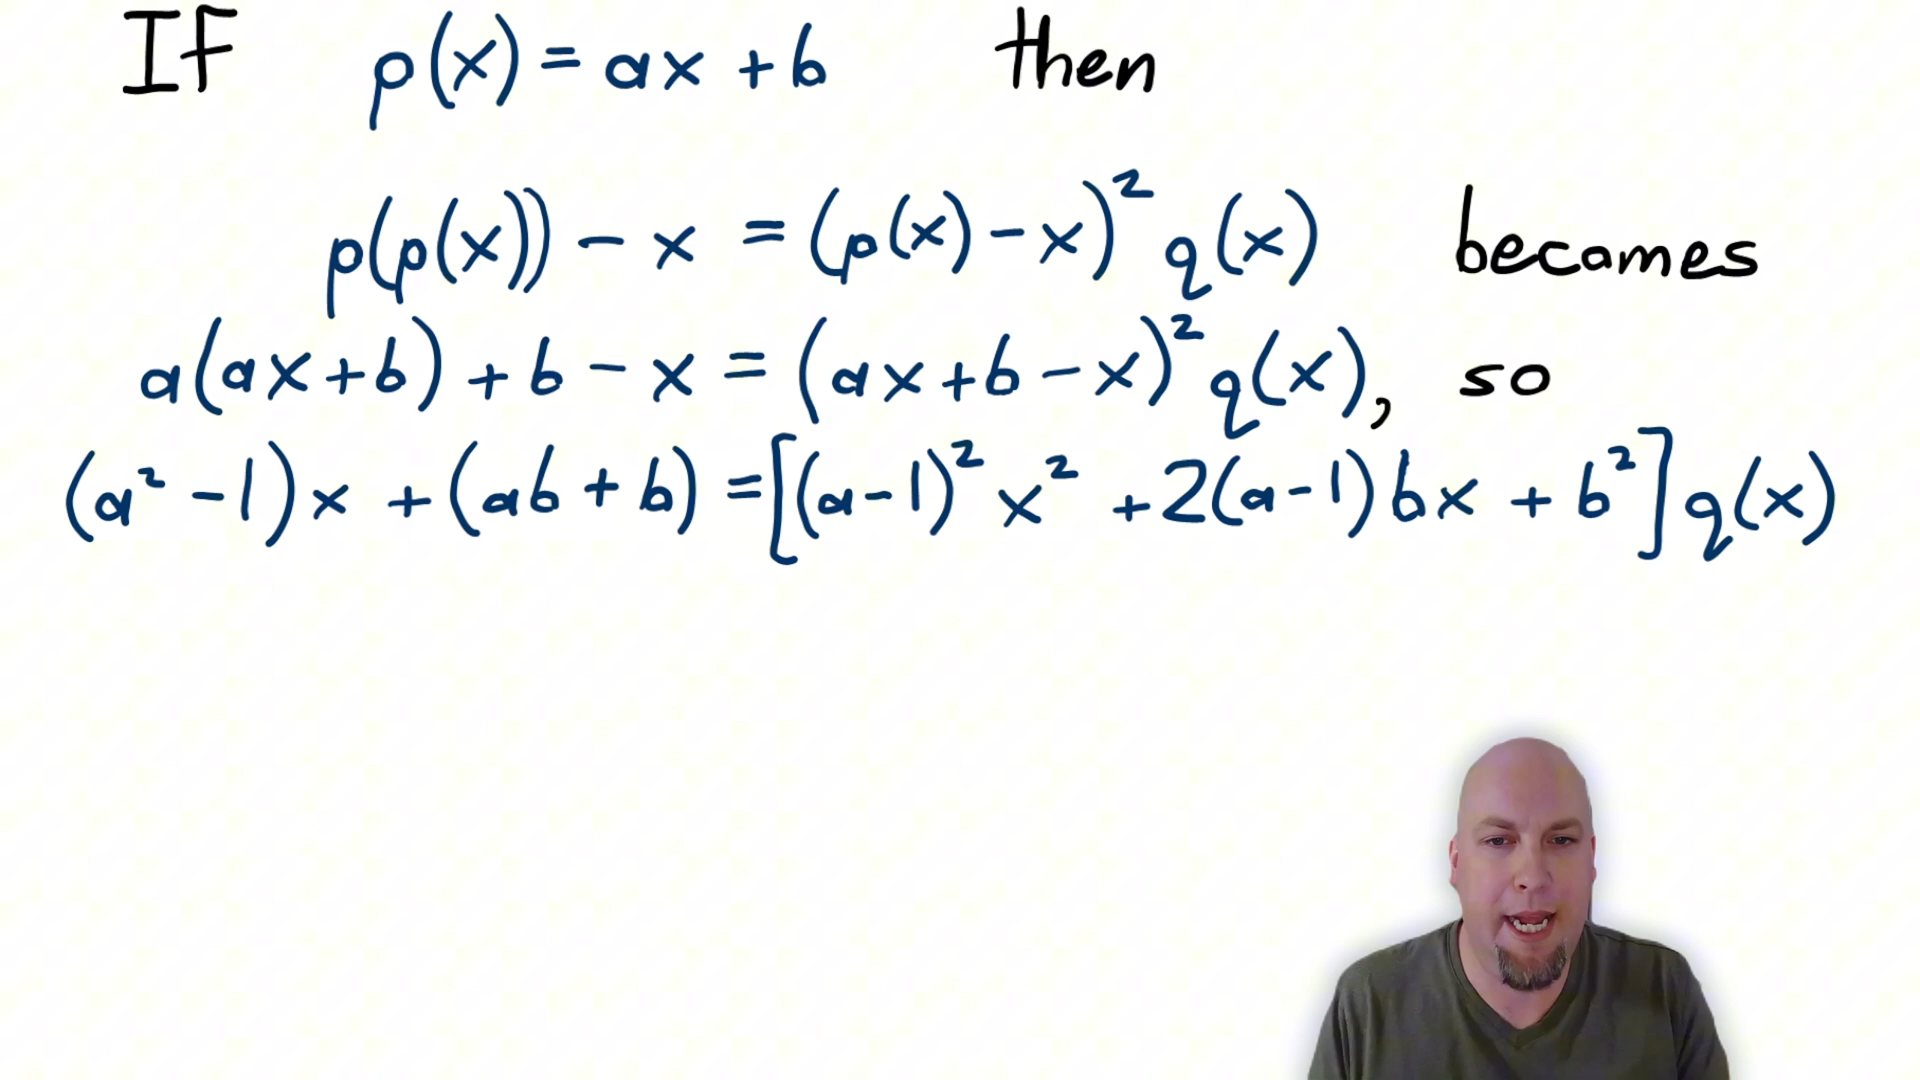 If p(x) = ax + b then
p(p(x)) - x = (p(x) - x)² q(x) becomes
a(ax + b) + b - x = (ax + b - x)² q(x), so
(a² - 1)x + (ab + b) = [(a - 1)² x² + 2(a - 1)bx + b²] q(x)